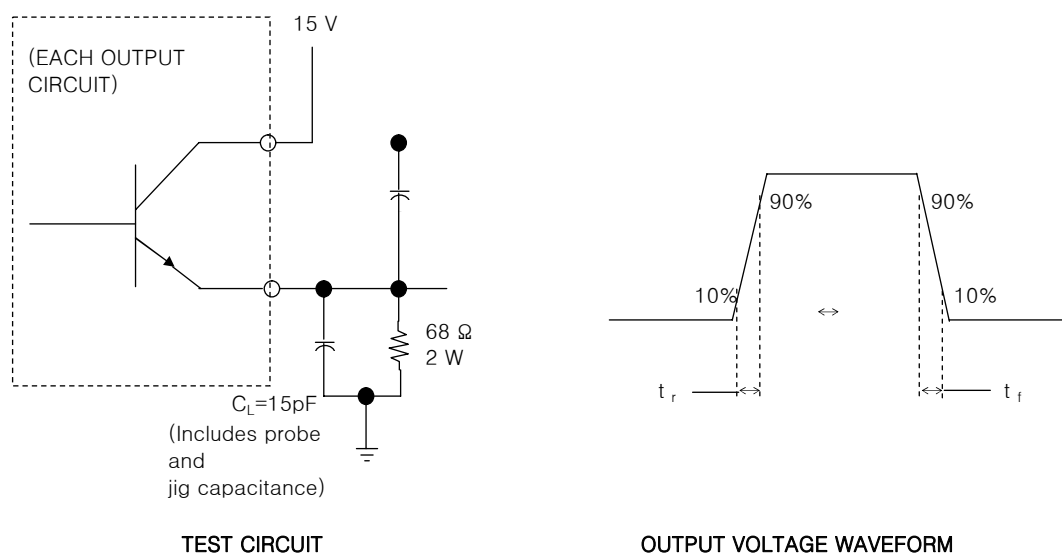 15 V
(EACH OUTPUT
CIRCUIT)
90%
90%
10%
10%
68 Ω
2 W
t r
t f
CL=15pF
(Includes probe
and
jig capacitance)
TEST CIRCUIT
OUTPUT VOLTAGE WAVEFORM